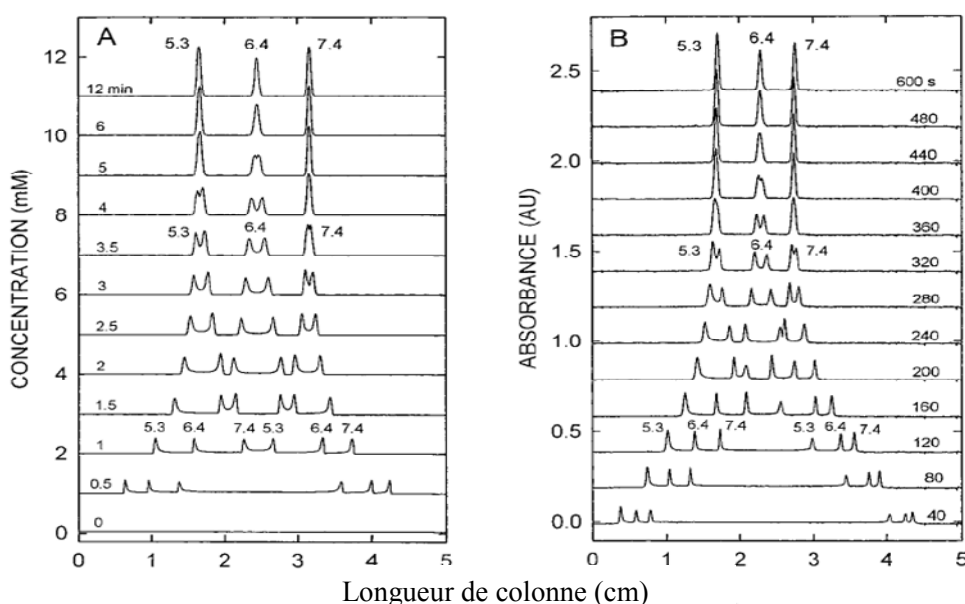 A
B
CONCENTRATION (mM)
12
10
8
6
4
2
0
5.3 6.4 7.4
12 min
6
5
4
3.5
5.3 6.4 7.4
3
2.5
2
1.5
1
5.3 6.4 7.4 5.3 6.4 7.4
0.5
0
0 1 2 3 4 5
ABSORBANCE (AU)
2.5
2.0
1.5
1.0
0.5
0.0
5.3 6.4 7.4
600 s
480
440
400
360
5.3 6.4 7.4
320
280
240
200
160
5.3 6.4 7.4 5.3 6.4 7.4
120
80
40
0 1 2 3 4 5
Longueur de colonne (cm)